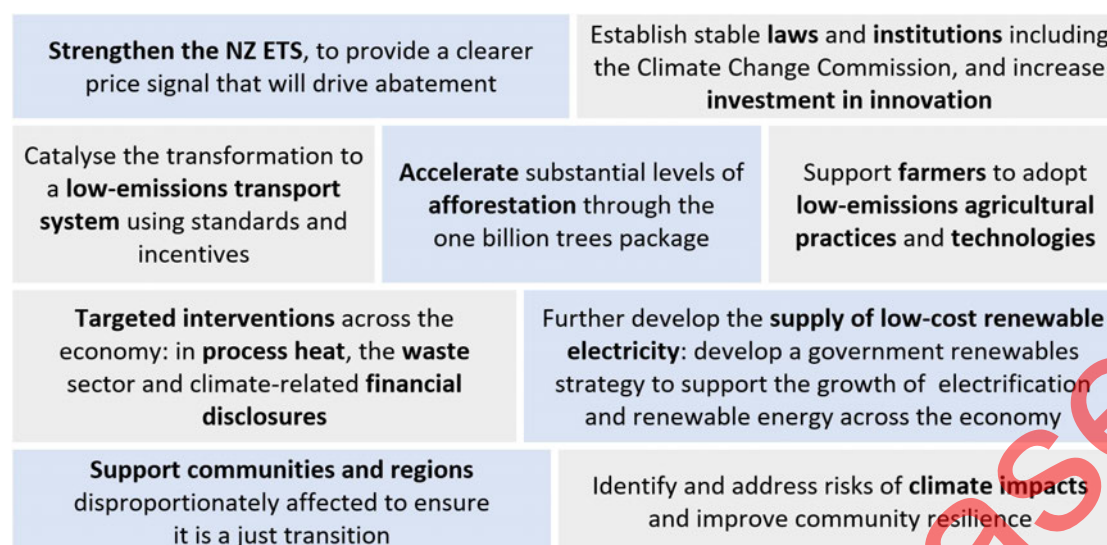 Strengthen the NZ ETS, to provide a clearer
price signal that will drive abatement
Establish stable laws and institutions including
the Climate Change Commission, and increase
investment in innovation
Catalyse the transformation to
a low-emissions transport
system using standards and
incentives
Accelerate substantial levels of
afforestation through the
one billion trees package
Support farmers to adopt
low-emissions agricultural
practices and technologies
Targeted interventions across the
economy: in process heat, the waste
sector and climate-related financial
disclosures
Further develop the supply of low-cost renewable
electricity: develop a government renewables
strategy to support the growth of electrification
and renewable energy across the economy
Support communities and regions
disproportionately affected to ensure
it is a just transition
Identify and address risks of climate impacts
and improve community resilience